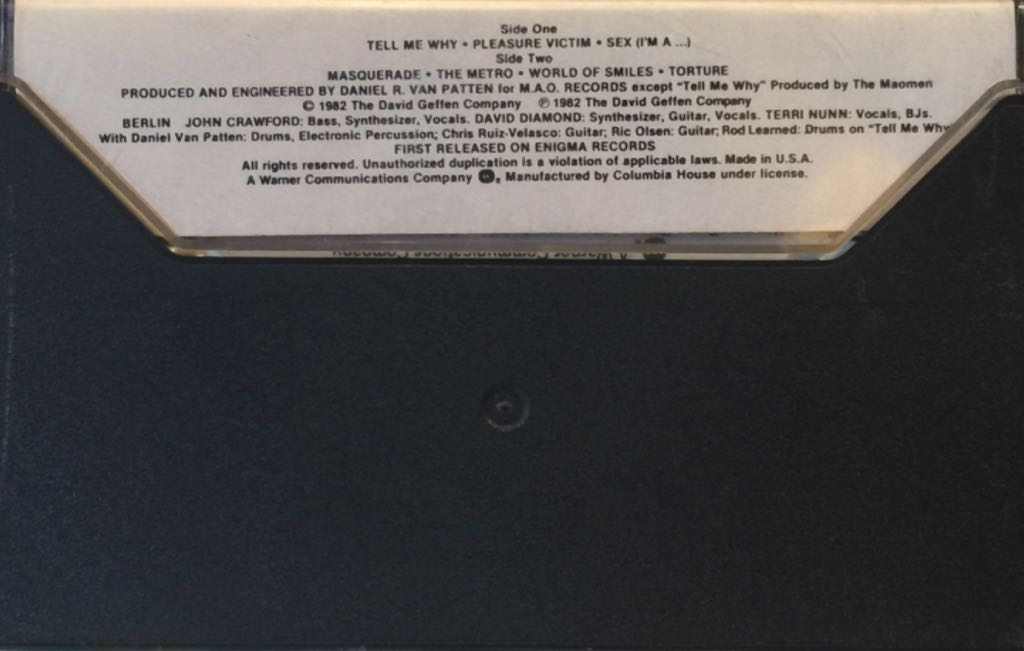 Side One
TELL ME WHY • PLEASURE VICTIM • SEX (I'M A ...)
Side Two
MASQUERADE • THE METRO • WORLD OF SMILES • TORTURE
PRODUCED AND ENGINEERED BY DANIEL R. VAN PATTEN for M.A.O. RECORDS except "Tell Me Why" Produced by The Maomen
© 1982 The David Geffen Company ℗ 1982 The David Geffen Company
BERLIN JOHN CRAWFORD: Bass, Synthesizer, Vocals. DAVID DIAMOND: Synthesizer, Guitar, Vocals. TERRI NUNN: Vocals, BJs.
With Daniel Van Patten: Drums, Electronic Percussion; Chris Ruiz-Velasco: Guitar; Ric Olsen: Guitar; Rod Learned: Drums on "Tell Me Why
FIRST RELEASED ON ENIGMA RECORDS
All rights reserved. Unauthorized duplication is a violation of applicable laws. Made in U.S.A.
A Warner Communications Company . Manufactured by Columbia House under license.
A Warner Communications Company